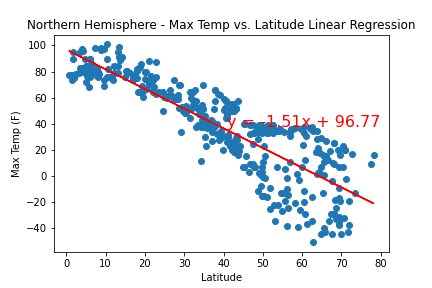 Northern Hemisphere - Max Temp vs. Latitude Linear Regression
100
80
60
40
20
0
−20
−40
Max Temp (F)
y = -1.51x + 96.77
0 10 20 30 40 50 60 70 80
Latitude